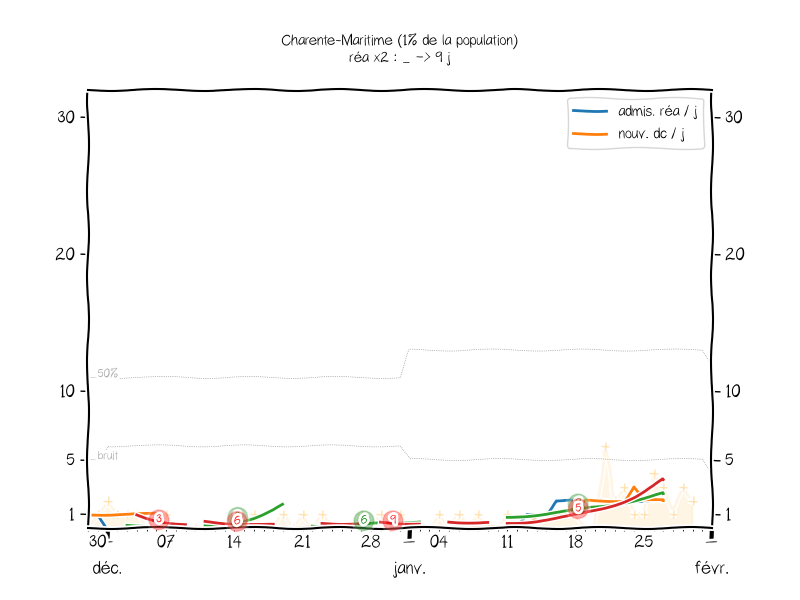 Charente-Maritime (1% de la population)
réa x2 : _ -> 9 j
admis. réa / j
nouv. dc / j
30 30
20 20
50%
10 10
bruit
5 5
1 1
3 6 6 9 5
30 07 14 21 28 04 11 18 25
déc. janv. févr.